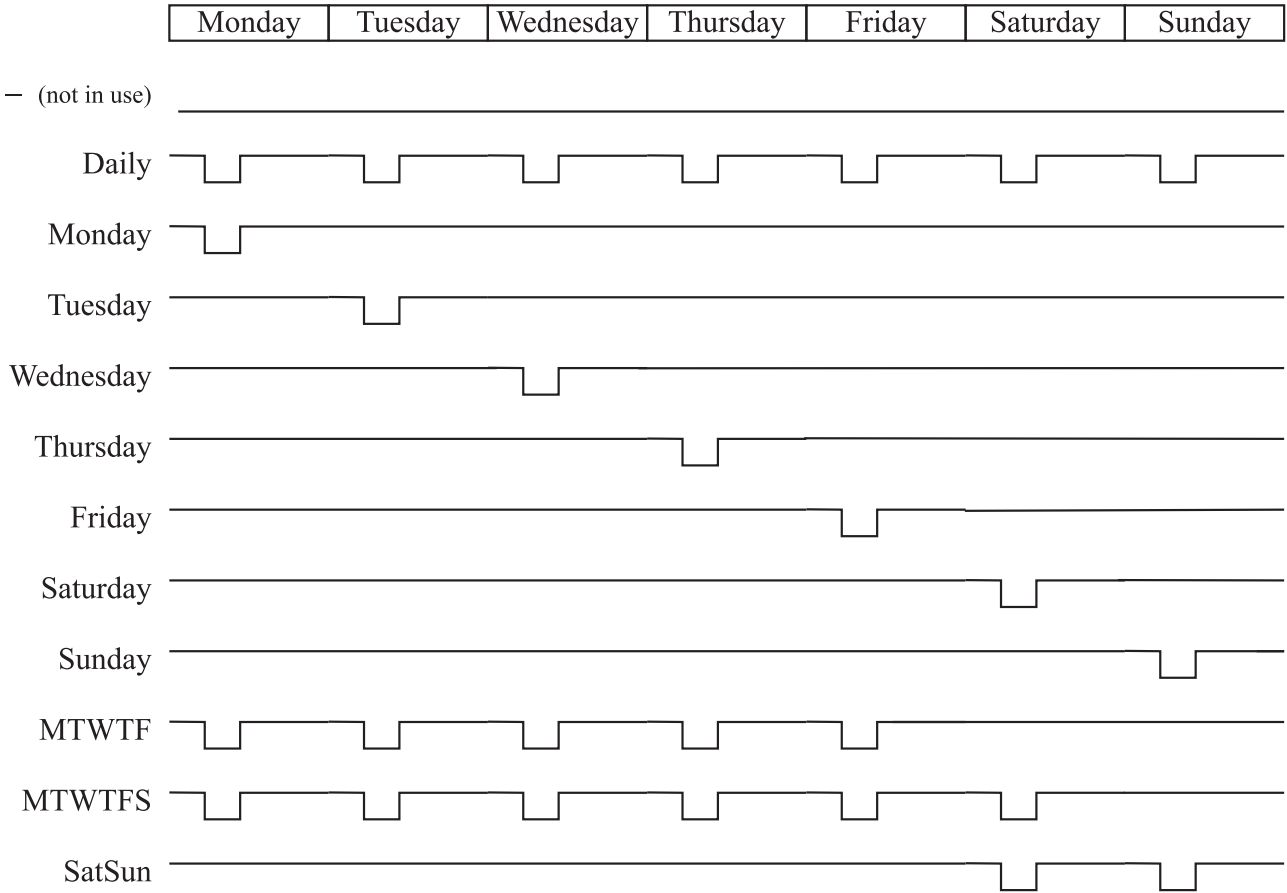 Monday Tuesday Wednesday Thursday Friday Saturday Sunday
– (not in use)
Daily
Monday
Tuesday
Wednesday
Thursday
Friday
Saturday
Sunday
MTWTF
MTWTFS
SatSun